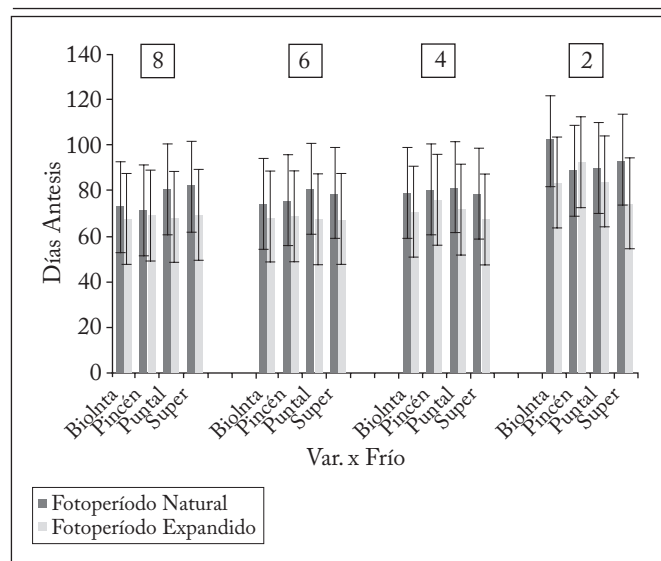 8 6 4 2
140
120
100
80
60
40
20
0
Días Antesis
BioInta Pincén Puntal Super BioInta Pincén Puntal Super BioInta Pincén Puntal Super BioInta Pincén Puntal Super
Var. x Frío
Fotoperíodo Natural
Fotoperíodo Expandido